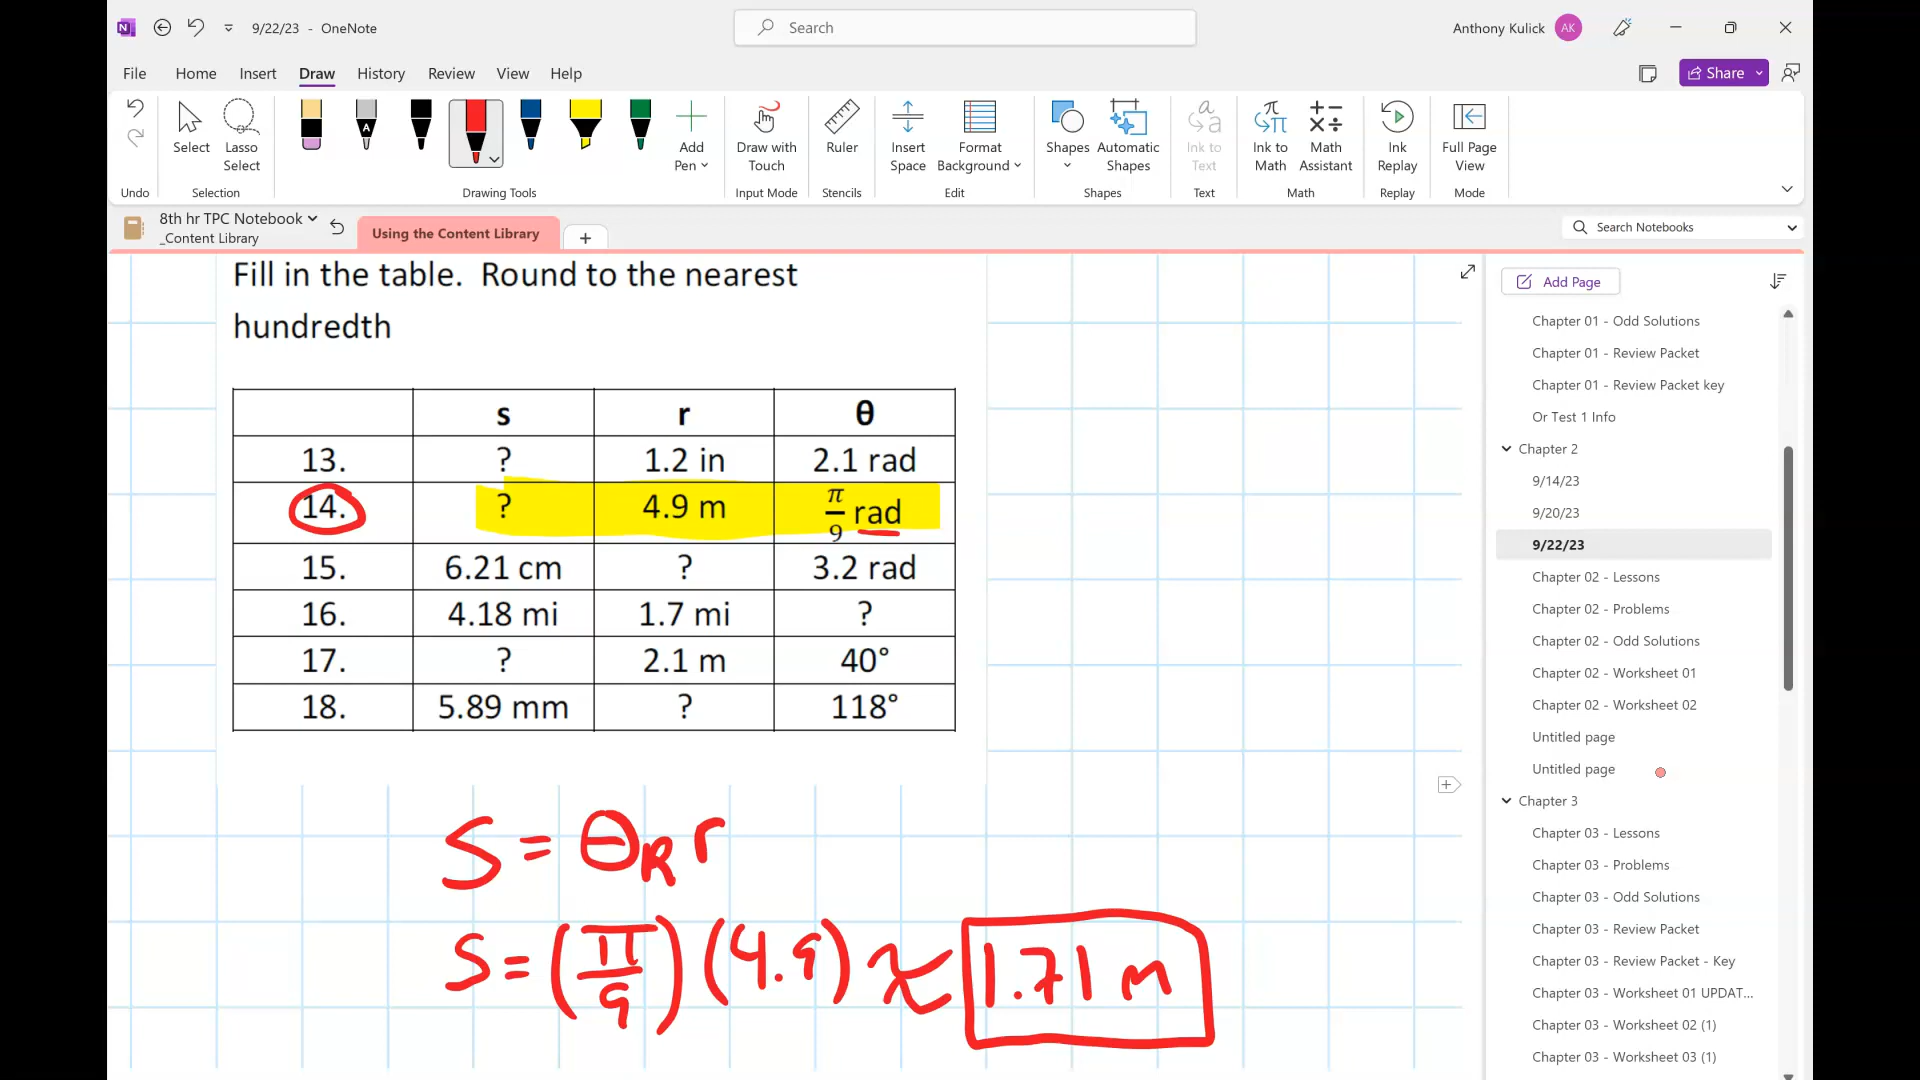 9/22/23 - OneNote
Search
Anthony Kulick AK
File Home Insert Draw History Review View Help
Share
Undo
Select
Lasso Select
Selection
A
Add Pen
Drawing Tools
Draw with Touch
Input Mode
Ruler
Stencils
Insert Space
Format Background
Edit
Shapes
Automatic Shapes
Shapes
Ink to Text
Text
Ink to Math
Math Assistant
Math
Ink Replay
Replay
Full Page View
Mode
8th hr TPC Notebook
_Content Library
Using the Content Library
Search Notebooks
Fill in the table. Round to the nearest
hundredth
s r θ
13. ? 1.2 in 2.1 rad
14. ? 4.9 m π/9 rad
15. 6.21 cm ? 3.2 rad
16. 4.18 mi 1.7 mi ?
17. ? 2.1 m 40°
18. 5.89 mm ? 118°
S = θR r
S = (π/9)(4.9) ≈ 1.71 m
Add Page
Chapter 01 - Odd Solutions
Chapter 01 - Review Packet
Chapter 01 - Review Packet key
Or Test 1 Info
Chapter 2
9/14/23
9/20/23
9/22/23
Chapter 02 - Lessons
Chapter 02 - Problems
Chapter 02 - Odd Solutions
Chapter 02 - Worksheet 01
Chapter 02 - Worksheet 02
Untitled page
Untitled page
Chapter 3
Chapter 03 - Lessons
Chapter 03 - Problems
Chapter 03 - Odd Solutions
Chapter 03 - Review Packet
Chapter 03 - Review Packet - Key
Chapter 03 - Worksheet 01 UPDAT...
Chapter 03 - Worksheet 02 (1)
Chapter 03 - Worksheet 03 (1)